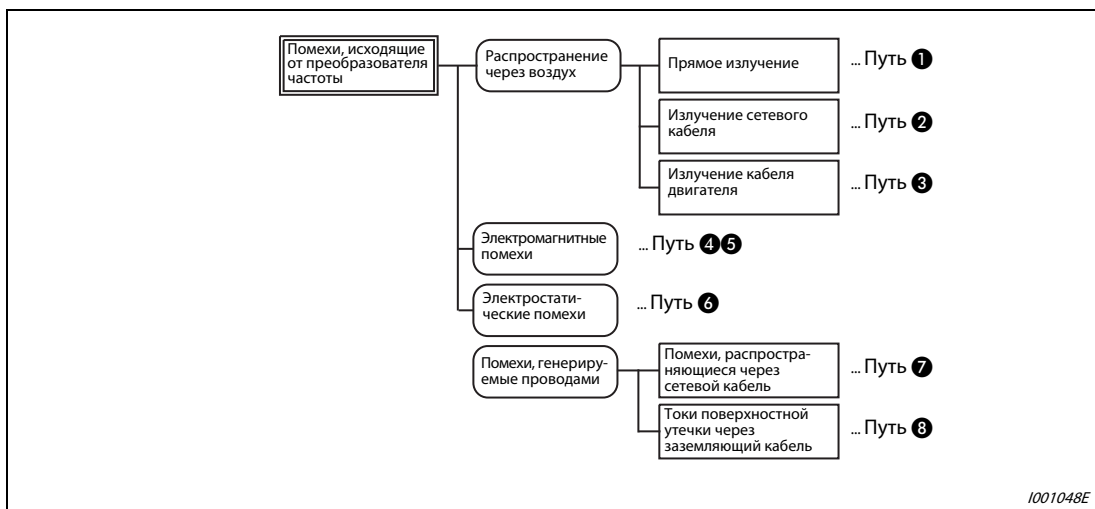 Помехи, исходящие
от преобразователя
частоты
Распространение
через воздух
Прямое излучение
... Путь ❶
Излучение сетевого
кабеля
... Путь ❷
Излучение кабеля
двигателя
... Путь ❸
Электромагнитные
помехи
... Путь ❹❺
Электростати-
ческие помехи
... Путь ❻
Помехи, генериру-
емые проводами
Помехи, распростра-
няющиеся через
сетевой кабель
... Путь ❼
Токи поверхностной
утечки через
заземляющий кабель
... Путь ❽
I001048E